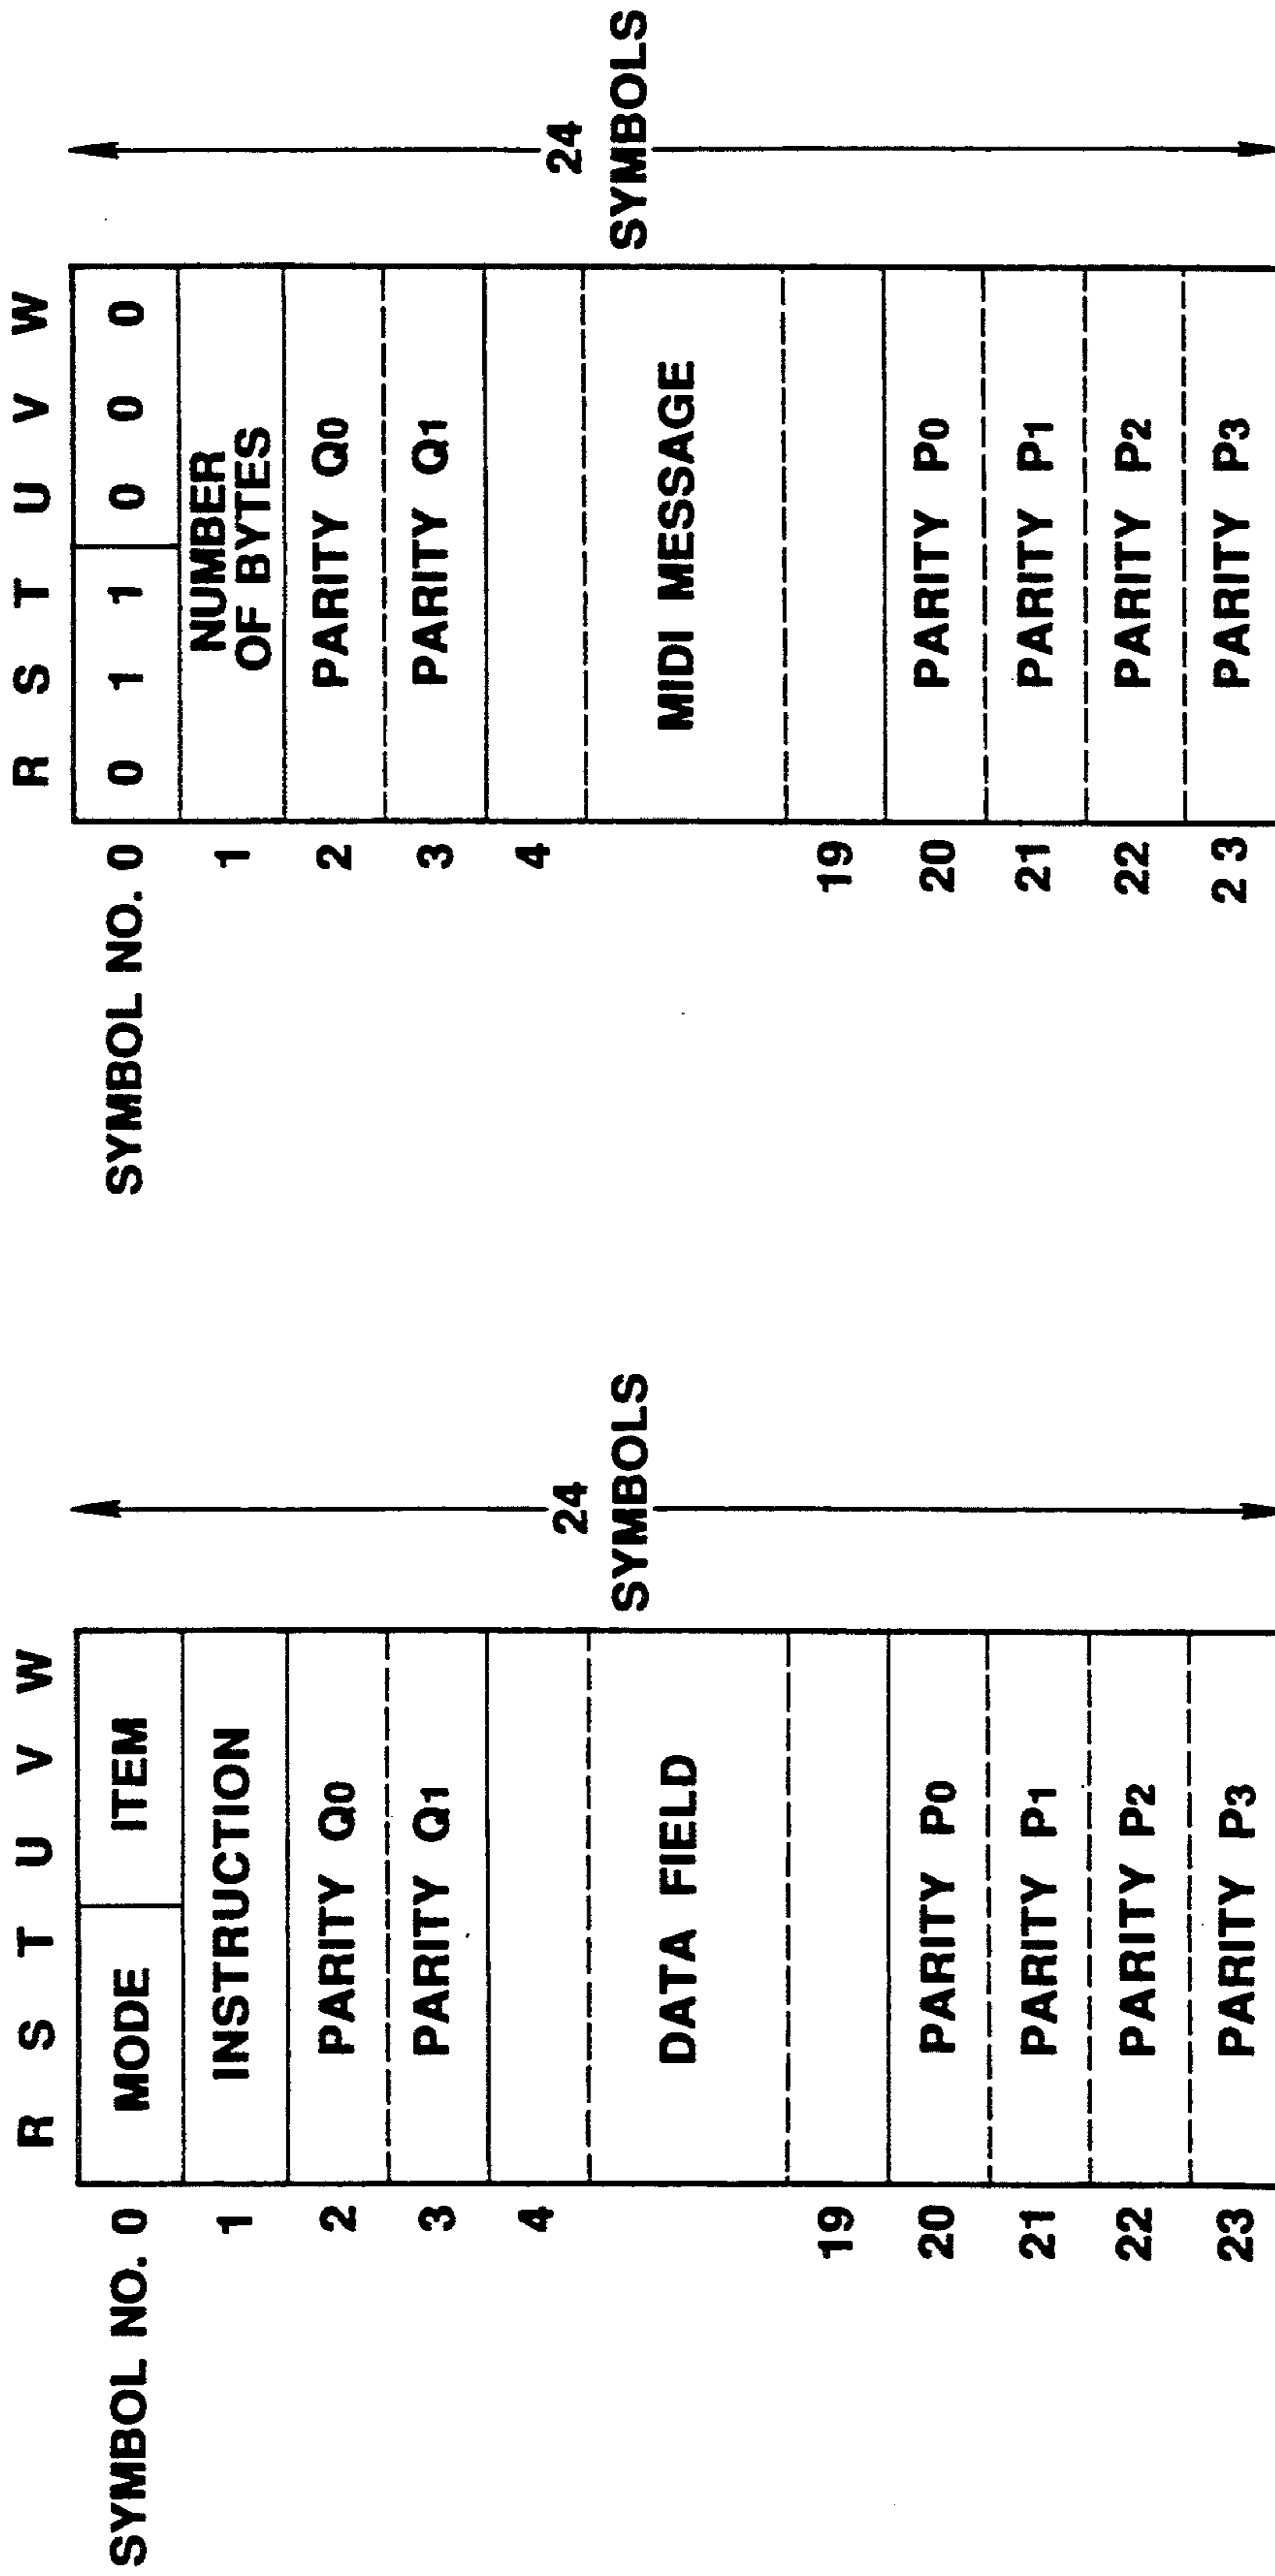 R S T U V W
SYMBOL NO. 0 MODE ITEM
1 INSTRUCTION
2 PARITY Q0
3 PARITY Q1
4
DATA FIELD
19
20 PARITY P0
21 PARITY P1
22 PARITY P2
23 PARITY P3
24
SYMBOLS
R S T U V W
SYMBOL NO. 0 0 1 1 0 0 0
1 NUMBER
OF BYTES
2 PARITY Q0
3 PARITY Q1
4
MIDI MESSAGE
19
20 PARITY P0
21 PARITY P1
22 PARITY P2
2 3 PARITY P3
24
SYMBOLS